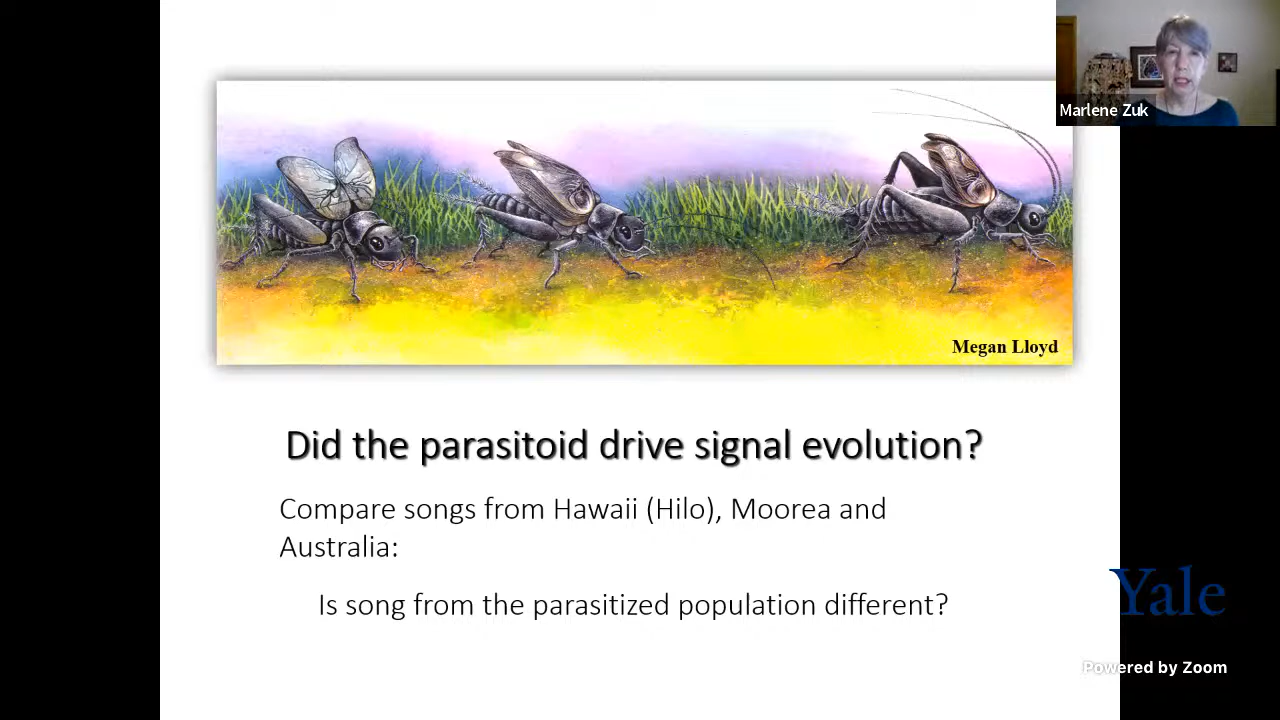 Marlene Zuk
Megan Lloyd
Did the parasitoid drive signal evolution?
Compare songs from Hawaii (Hilo), Moorea and
Australia:
Is song from the parasitized population different?
Yale
Powered by Zoom